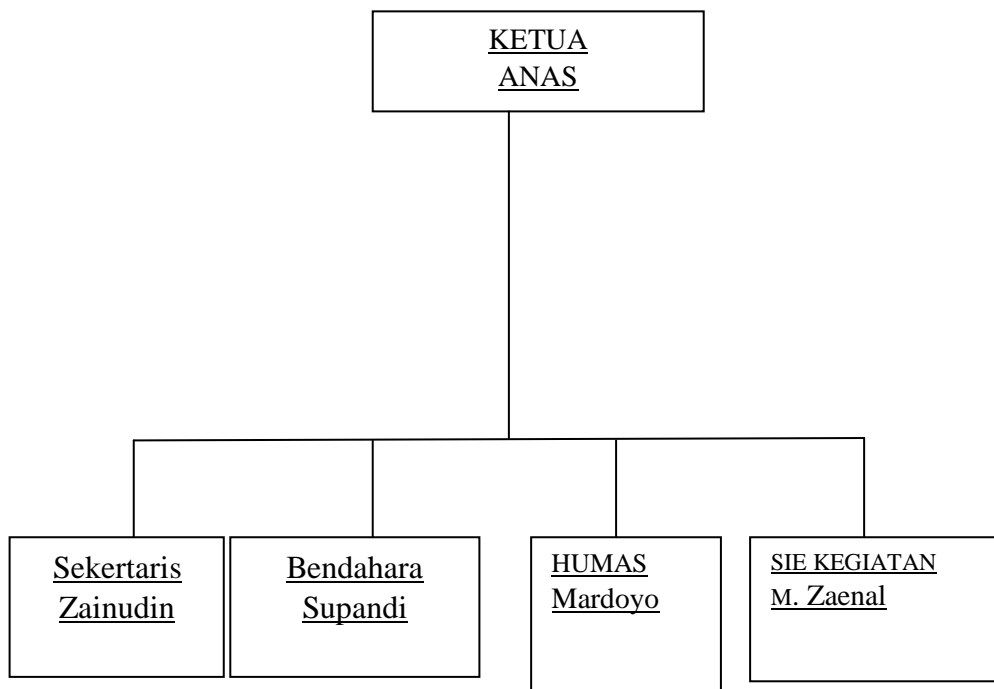 KETUA
ANAS
Sekertaris
Zainudin
Bendahara
Supandi
HUMAS
Mardoyo
SIE KEGIATAN
M. Zaenal